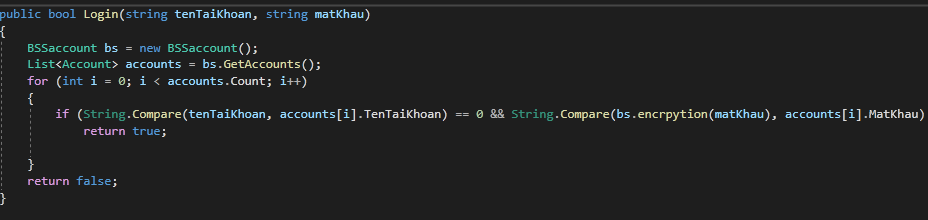 public bool Login(string tenTaiKhoan, string matKhau)
{
BSSaccount bs = new BSSaccount();
List<Account> accounts = bs.GetAccounts();
for (int i = 0; i < accounts.Count; i++)
{
if (String.Compare(tenTaiKhoan, accounts[i].TenTaiKhoan) == 0 && String.Compare(bs.encrpytion(matKhau), accounts[i].MatKhau)
return true;
}
return false;
}